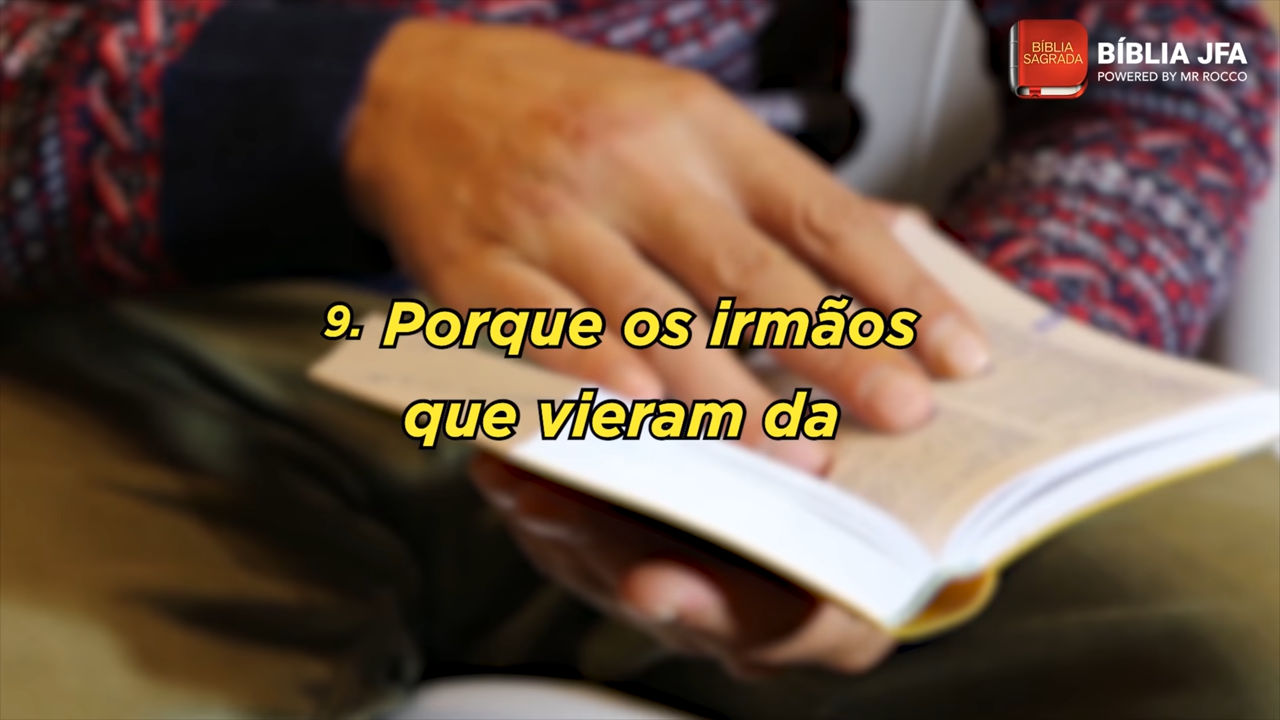 BÍBLIA
SAGRADA
BÍBLIA JFA
POWERED BY MR ROCCO
9. Porque os irmãos
que vieram da